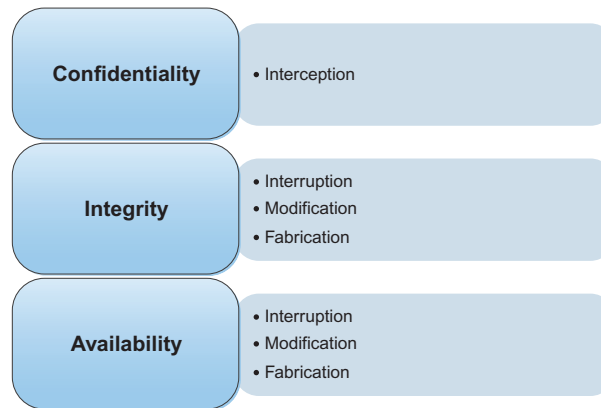 Confidentiality
• Interception
Integrity
• Interruption
• Modification
• Fabrication
Availability
• Interruption
• Modification
• Fabrication